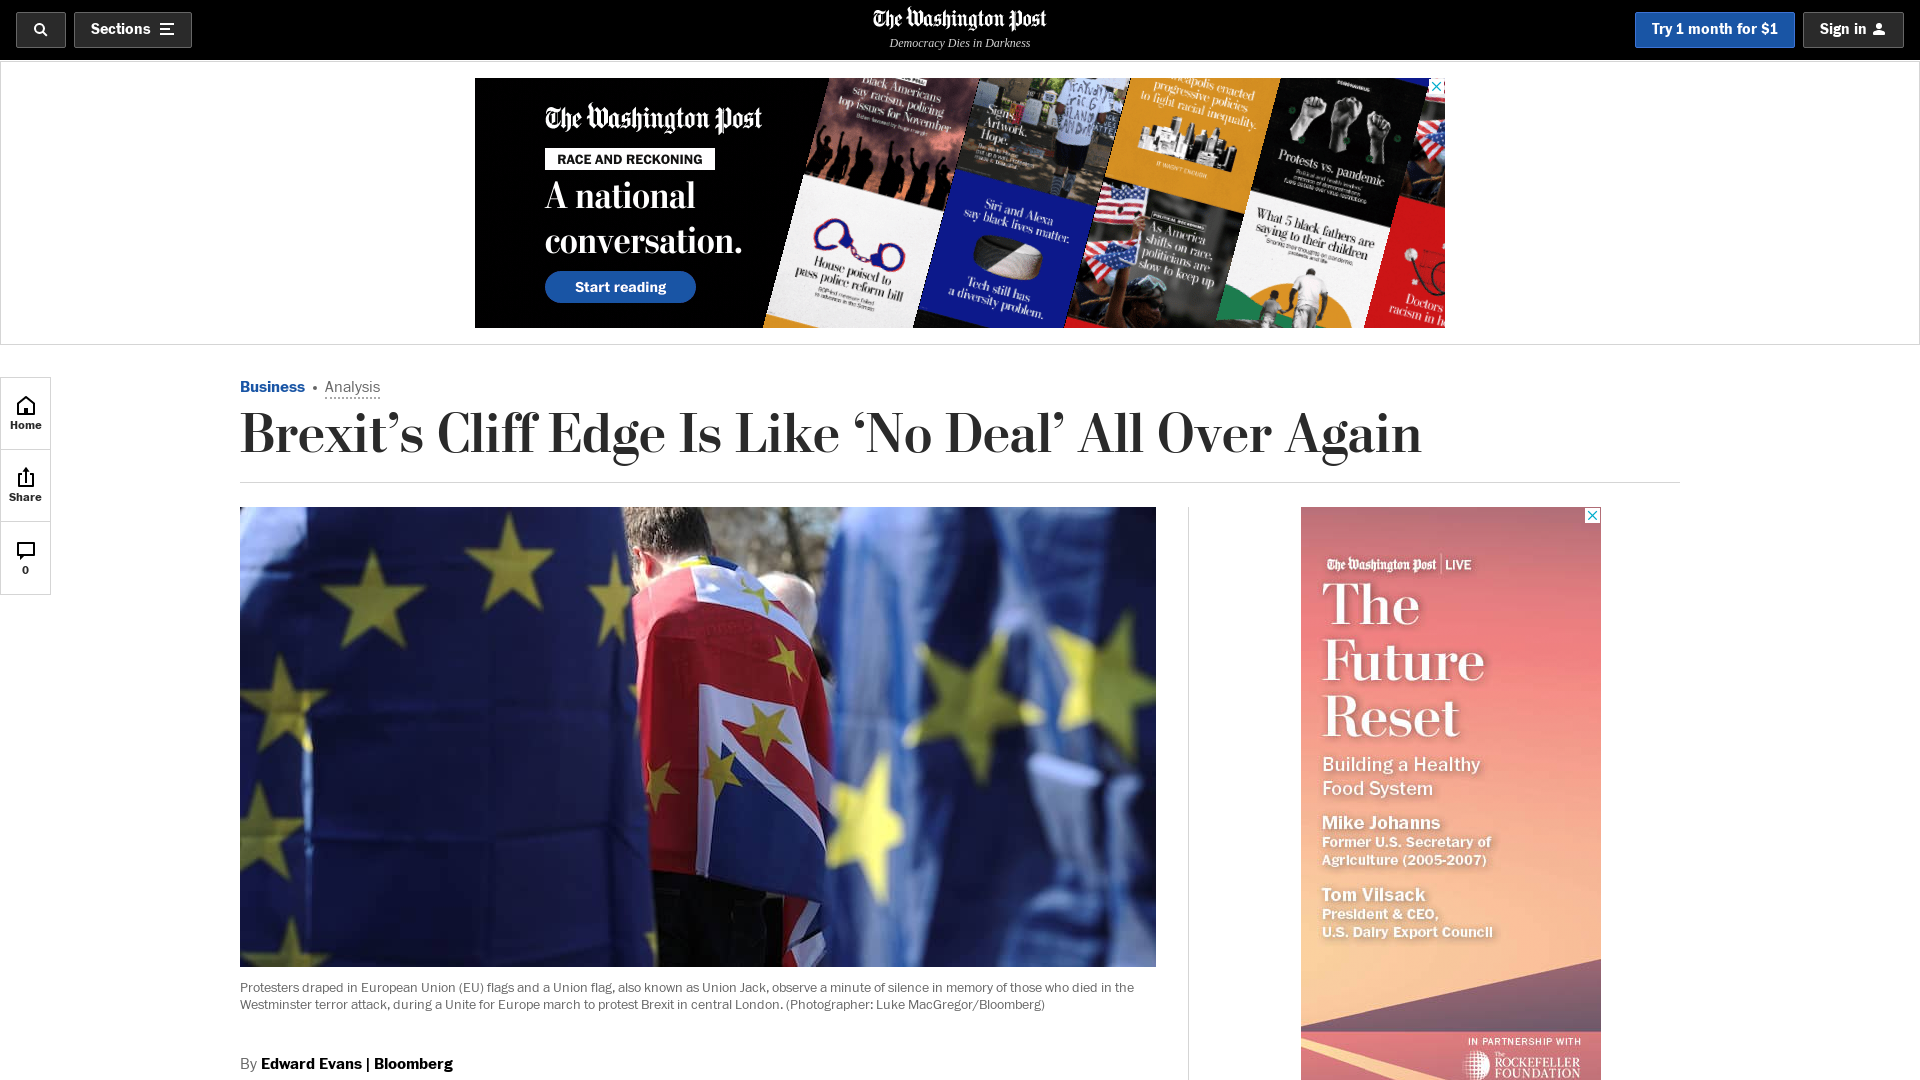 Sections
The Washington Post
Democracy Dies in Darkness
Try 1 month for $1
Sign in
The Washington Post
RACE AND RECKONING
A national
conversation.
Start reading
Black Americans
say racism, policing
top issues for November
Signs.
Artwork.
Hope.
enacted
progressive policies
to fight racial inequality.
IT WASN'T ENOUGH.
CORONAVIRUS
Protests vs. pandemic
House poised to
pass police reform bill
Siri and Alexa
say black lives matter.
Tech still has
a diversity problem.
As America
shifts on race,
politicians are
slow to keep up
What 5 black fathers are
saying to their children
Doctors
racism in
Home
Share
0
Business • Analysis
Brexit’s Cliff Edge Is Like ‘No Deal’ All Over Again
Protesters draped in European Union (EU) flags and a Union flag, also known as Union Jack, observe a minute of silence in memory of those who died in the
Westminster terror attack, during a Unite for Europe march to protest Brexit in central London. (Photographer: Luke MacGregor/Bloomberg)
By Edward Evans | Bloomberg
The Washington Post | LIVE
The
Future
Reset
Building a Healthy
Food System
Mike Johanns
Former U.S. Secretary of
Agriculture (2005-2007)
Tom Vilsack
President & CEO,
U.S. Dairy Export Council
IN PARTNERSHIP WITH
The
ROCKEFELLER
FOUNDATION